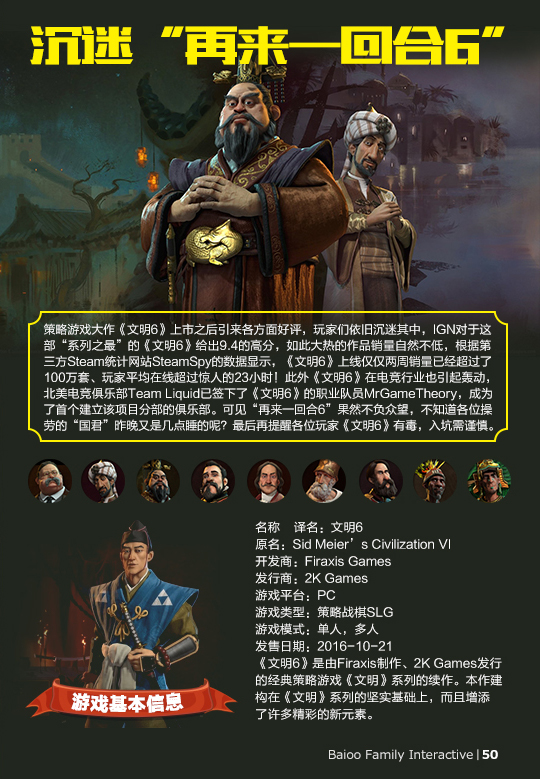 沉迷“再来一回合6”
策略游戏大作《文明6》上市之后引来各方面好评，玩家们依旧沉迷其中，IGN对于这
部“系列之最”的《文明6》给出9.4的高分，如此大热的作品销量自然不低，根据第
三方Steam统计网站SteamSpy的数据显示，《文明6》上线仅仅两周销量已经超过了
100万套、玩家平均在线超过惊人的23小时！此外《文明6》在电竞行业也引起轰动，
北美电竞俱乐部Team Liquid已签下了《文明6》的职业队员MrGameTheory，成为
了首个建立该项目分部的俱乐部。可见“再来一回合6”果然不负众望，不知道各位操
劳的“国君”昨晚又是几点睡的呢？最后再提醒各位玩家《文明6》有毒，入坑需谨慎。
名称 译名：文明6
原名：Sid Meier’s Civilization VI
开发商：Firaxis Games
发行商：2K Games
游戏平台：PC
游戏类型：策略战棋SLG
游戏模式：单人，多人
发售日期：2016-10-21
《文明6》是由Firaxis制作、2K Games发行
的经典策略游戏《文明》系列的续作。本作建
构在《文明》系列的坚实基础上，而且增添
了许多精彩的新元素。
游戏基本信息
Baioo Family Interactive | 50